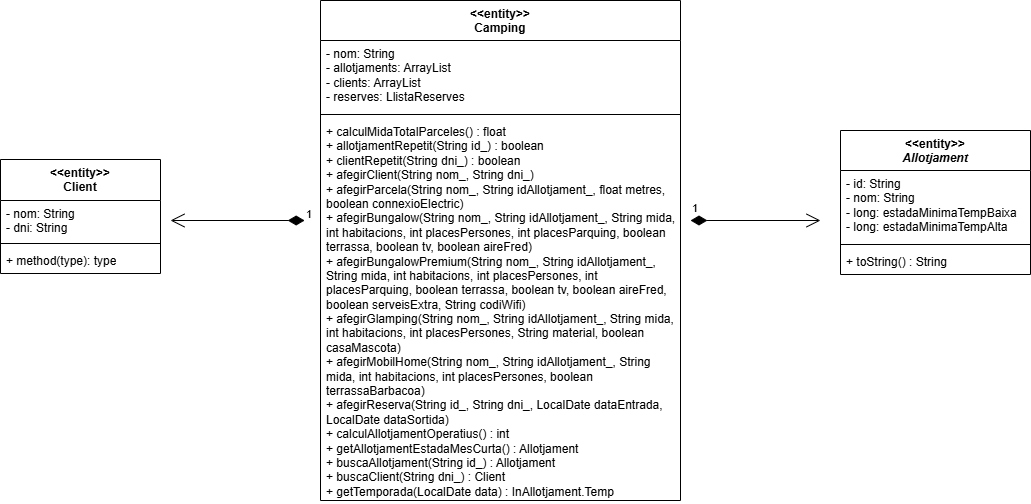 <<entity>>
Camping
- nom: String
- allotjaments: ArrayList
- clients: ArrayList
- reserves: LlistaReserves
+ calculMidaTotalParceles() : float
+ allotjamentRepetit(String id_) : boolean
+ clientRepetit(String dni_) : boolean
+ afegirClient(String nom_, String dni_)
+ afegirParcela(String nom_, String idAllotjament_, float metres,
boolean connexioElectric)
+ afegirBungalow(String nom_, String idAllotjament_, String mida,
int habitacions, int placesPersones, int placesParquing, boolean
terrassa, boolean tv, boolean aireFred)
+ afegirBungalowPremium(String nom_, String idAllotjament_,
String mida, int habitacions, int placesPersones, int
placesParquing, boolean terrassa, boolean tv, boolean aireFred,
boolean serveisExtra, String codiWifi)
+ afegirGlamping(String nom_, String idAllotjament_, String mida,
int habitacions, int placesPersones, String material, boolean
casaMascota)
+ afegirMobilHome(String nom_, String idAllotjament_, String
mida, int habitacions, int placesPersones, boolean
terrassaBarbacoa)
+ afegirReserva(String id_, String dni_, LocalDate dataEntrada,
LocalDate dataSortida)
+ calculAllotjamentOperatius() : int
+ getAllotjamentEstadaMesCurta() : Allotjament
+ buscaAllotjament(String id_) : Allotjament
+ buscaClient(String dni_) : Client
+ getTemporada(LocalDate data) : InAllotjament.Temp
<<entity>>
Client
- nom: String
- dni: String
+ method(type): type
1
1
<<entity>>
Allotjament
- id: String
- nom: String
- long: estadaMinimaTempBaixa
- long: estadaMinimaTempAlta
+ toString() : String